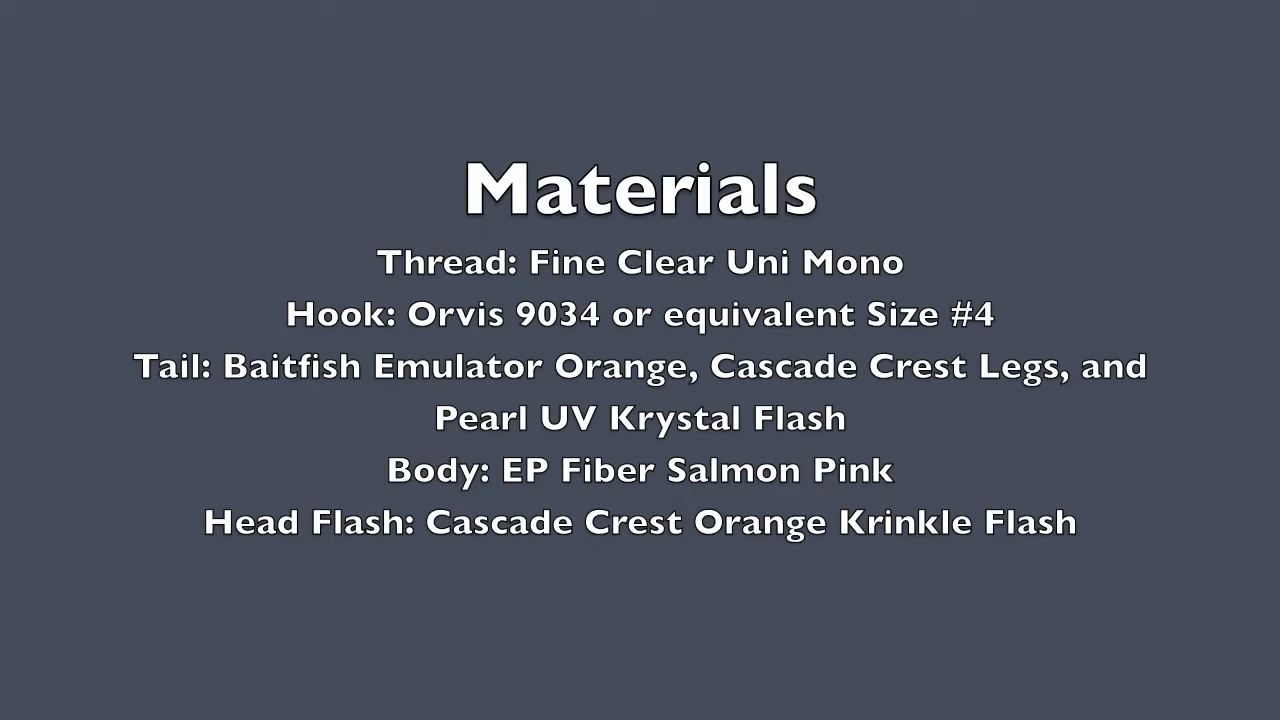 Materials
Thread: Fine Clear Uni Mono
Hook: Orvis 9034 or equivalent Size #4
Tail: Baitfish Emulator Orange, Cascade Crest Legs, and
Pearl UV Krystal Flash
Body: EP Fiber Salmon Pink
Head Flash: Cascade Crest Orange Krinkle Flash